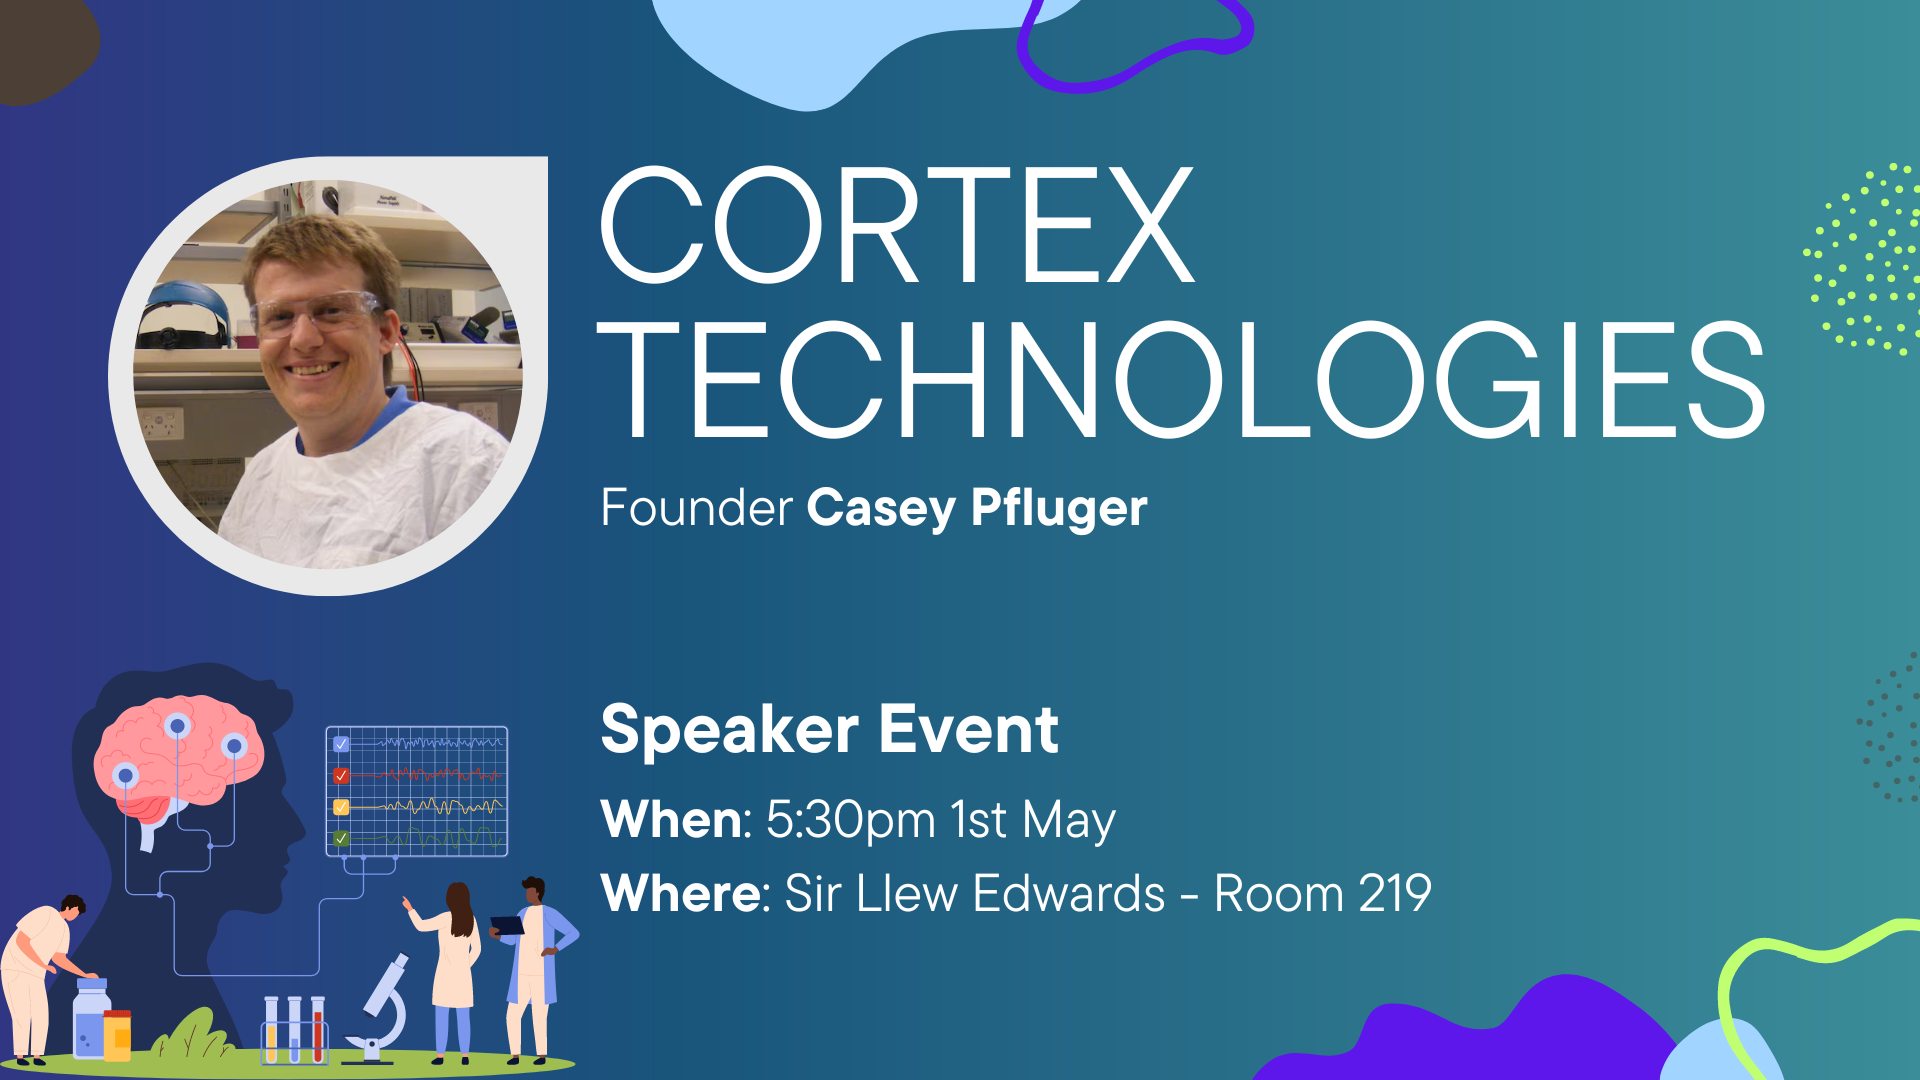 CORTEX
TECHNOLOGIES
Founder Casey Pfluger
Speaker Event
When: 5:30pm 1st May
Where: Sir Llew Edwards - Room 219